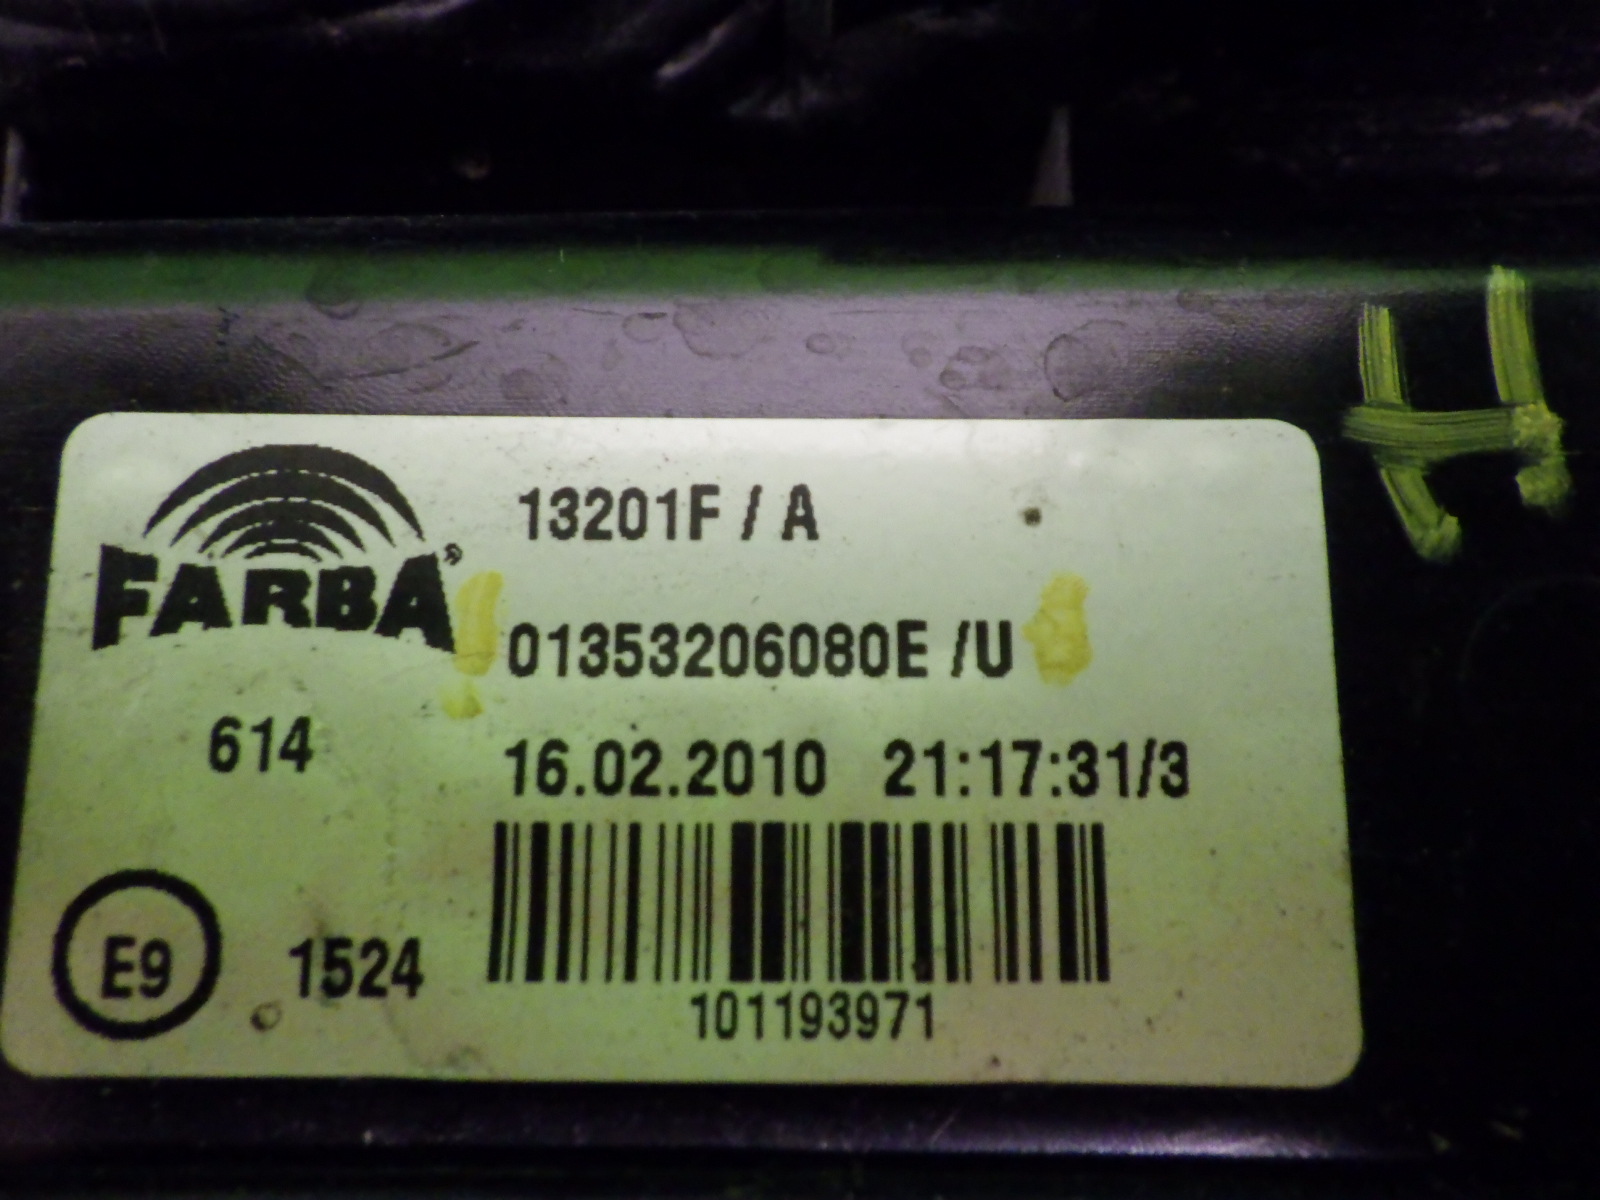 FARBA®
13201F / A
01353206080E /U
614
16.02.2010 21:17:31/3
E9
1524
101193971